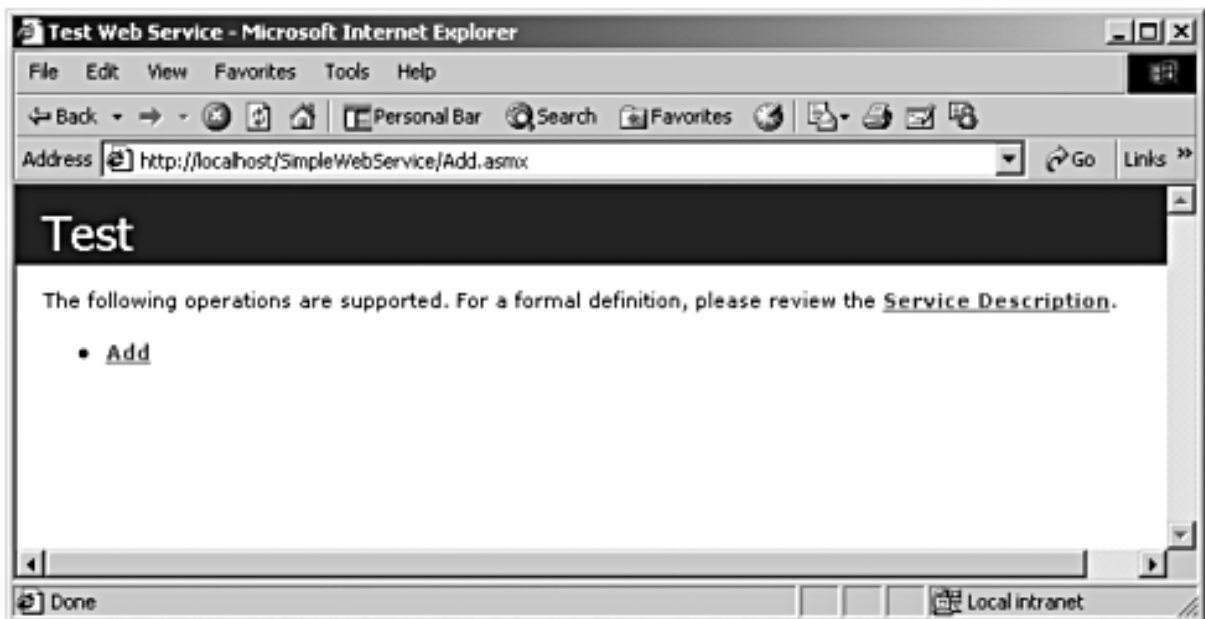 Test Web Service - Microsoft Internet Explorer
File Edit View Favorites Tools Help
Back Personal Bar Search Favorites
Address http://localhost/SimpleWebService/Add.asmx Go Links »
Test
The following operations are supported. For a formal definition, please review the Service Description.
• Add
Done Local intranet